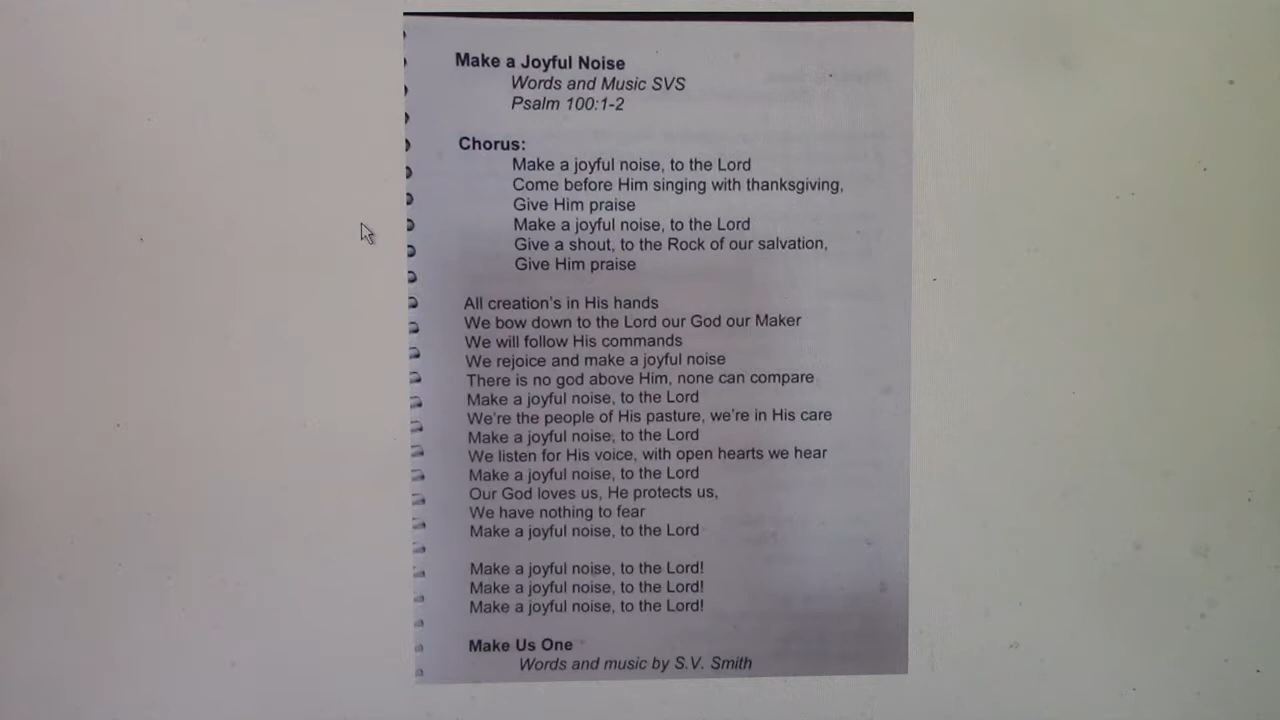 Make a Joyful Noise
Words and Music SVS
Psalm 100:1-2
Chorus:
Make a joyful noise, to the Lord
Come before Him singing with thanksgiving,
Give Him praise
Make a joyful noise, to the Lord
Give a shout, to the Rock of our salvation,
Give Him praise
All creation's in His hands
We bow down to the Lord our God our Maker
We will follow His commands
We rejoice and make a joyful noise
There is no god above Him, none can compare
Make a joyful noise, to the Lord
We're the people of His pasture, we're in His care
Make a joyful noise, to the Lord
We listen for His voice, with open hearts we hear
Make a joyful noise, to the Lord
Our God loves us, He protects us,
We have nothing to fear
Make a joyful noise, to the Lord
Make a joyful noise, to the Lord!
Make a joyful noise, to the Lord!
Make a joyful noise, to the Lord!
Make Us One
Words and music by S.V. Smith